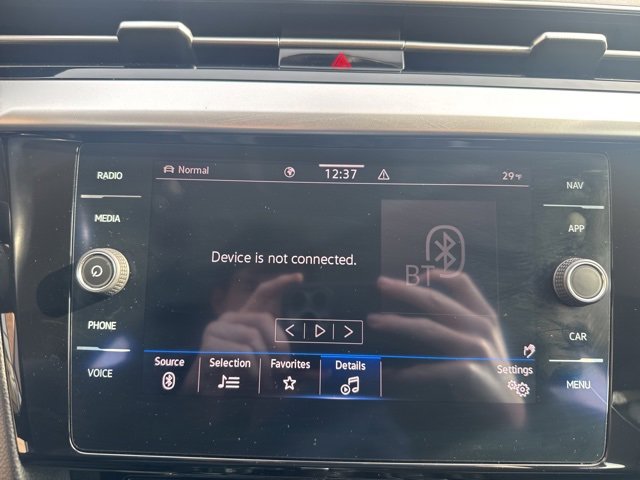 Normal 12:37 29°F
RADIO
MEDIA
PHONE
VOICE
Device is not connected.
BT
Source Selection Favorites Details Settings
NAV
APP
CAR
MENU